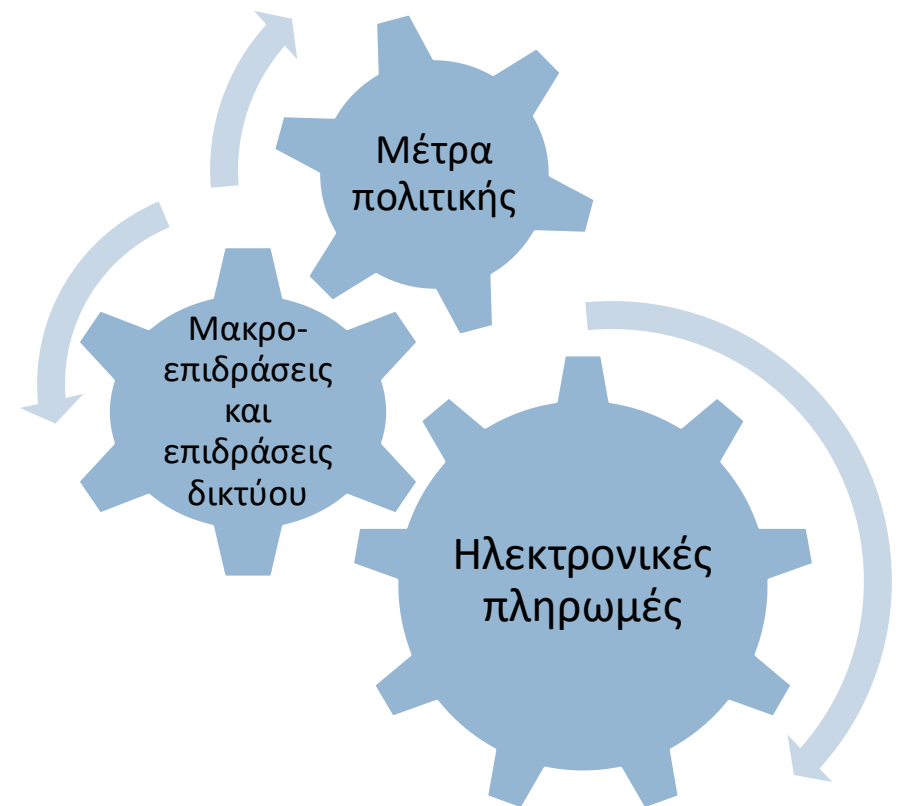 Μέτρα
πολιτικής
Μακρο-
επιδράσεις
και
επιδράσεις
δικτύου
Ηλεκτρονικές
πληρωμές